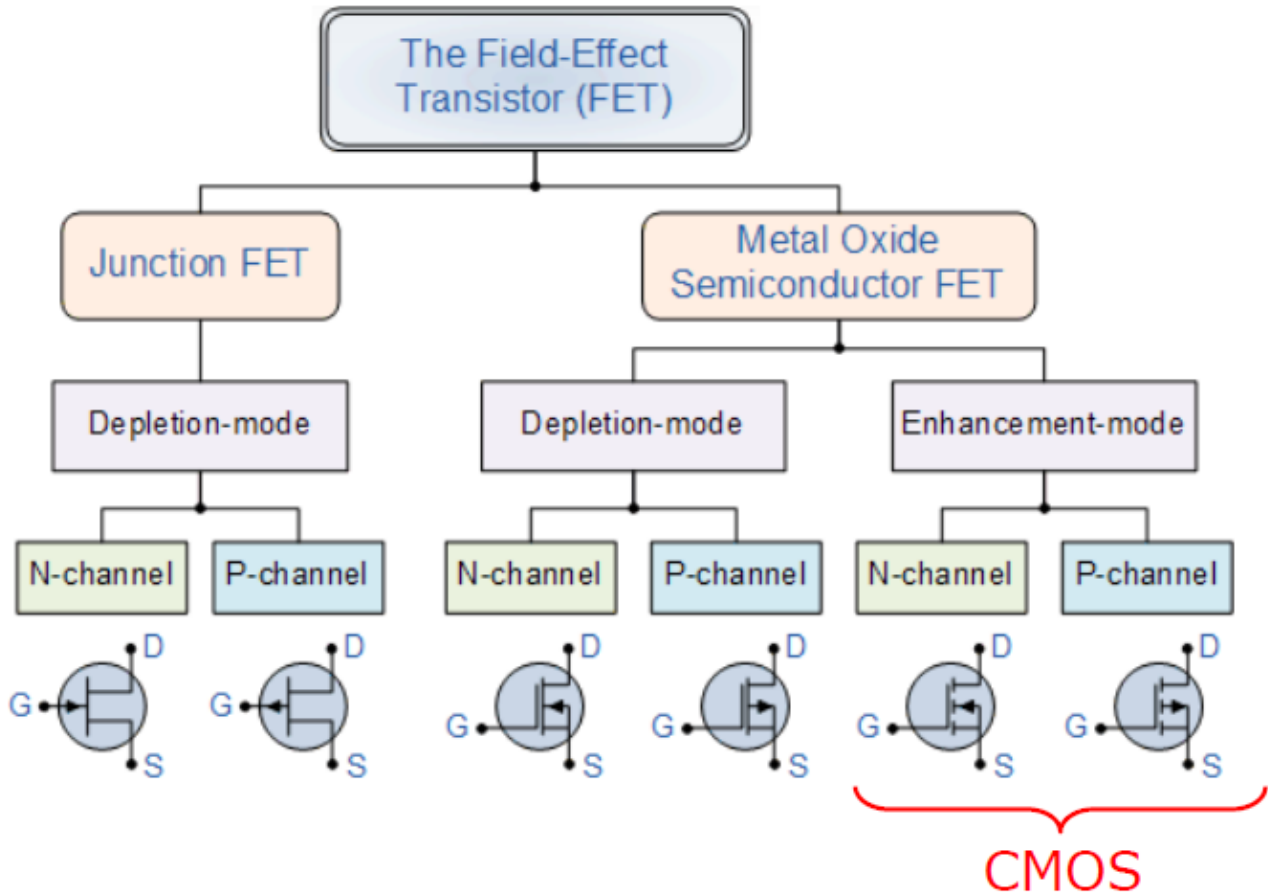 The Field-Effect
Transistor (FET)
Junction FET
Metal Oxide
Semiconductor FET
Depletion-mode
Depletion-mode
Enhancement-mode
N-channel
P-channel
N-channel
P-channel
N-channel
P-channel
D
D
D
D
D
D
G
G
G
G
G
G
S
S
S
S
S
S
CMOS